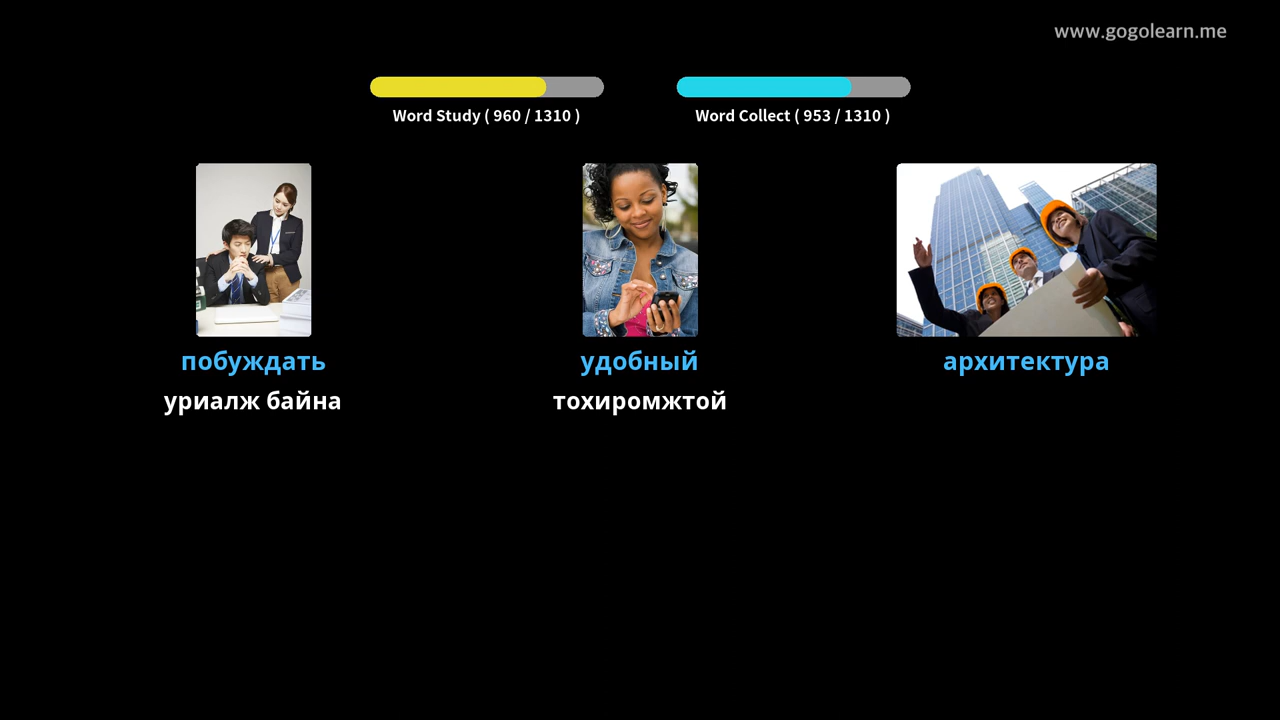 www.gogolearn.me
Word Study ( 960 / 1310 )
Word Collect ( 953 / 1310 )
побуждать
уриалж байна
удобный
тохиромжтой
архитектура